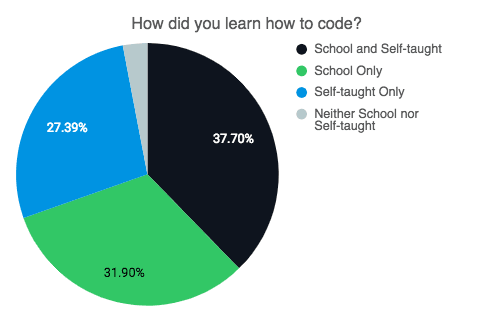 How did you learn how to code?
School and Self-taught
School Only
Self-taught Only
Neither School nor
Self-taught
27.39%
37.70%
31.90%